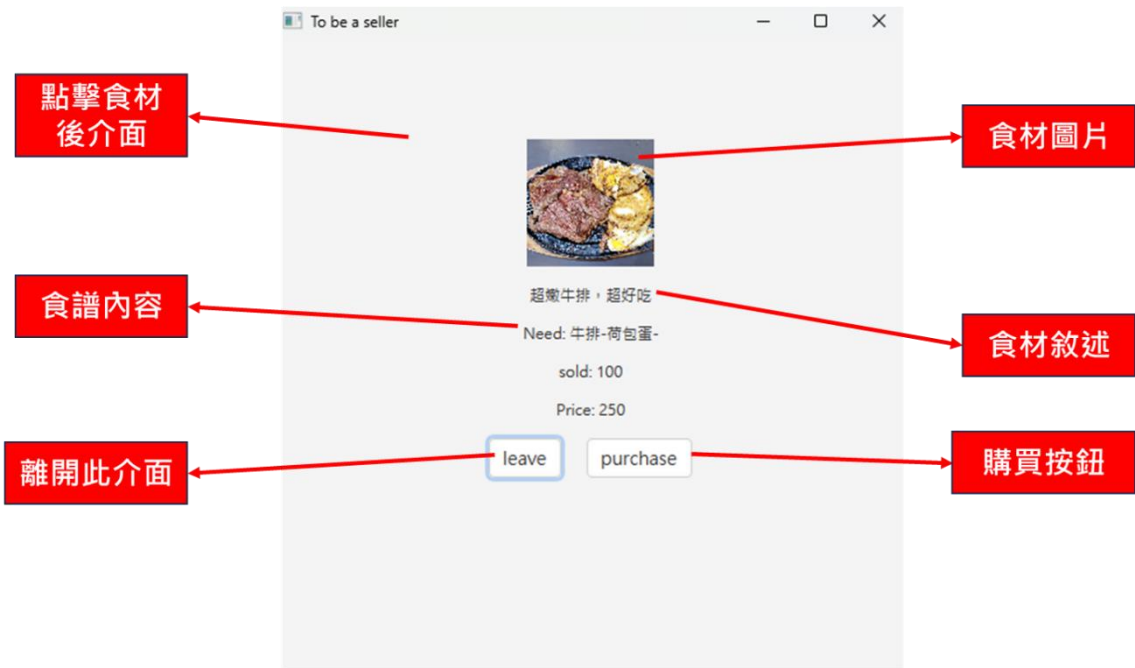 To be a seller
點擊食材
後介面
食材圖片
超嫩牛排，超好吃
食譜內容
Need: 牛排-荷包蛋-
食材敘述
sold: 100
Price: 250
離開此介面
leave
purchase
購買按鈕